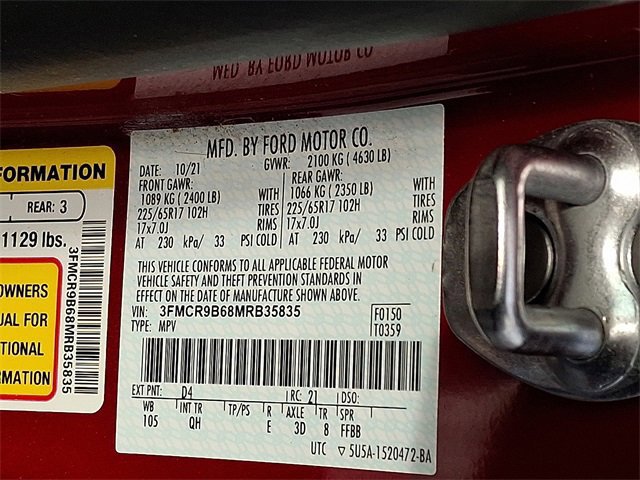 MFD. BY FORD MOTOR CO
FORMATION
REAR: 3
1129 lbs.
3FMCR9B68MRB35835
OWNERS
UAL FOR
TIONAL
RMATION
MFD. BY FORD MOTOR CO.
DATE: 10/21 GVWR: 2100 KG ( 4630 LB)
FRONT GAWR: REAR GAWR:
1089 KG ( 2400 LB) WITH 1066 KG ( 2350 LB) WITH
225/65R17 102H TIRES 225/65R17 102H TIRES
17x7.0J RIMS 17x7.0J RIMS
AT 230 kPa/ 33 PSI COLD AT 230 kPa/ 33 PSI COLD
THIS VEHICLE CONFORMS TO ALL APPLICABLE FEDERAL MOTOR
VEHICLE SAFETY AND THEFT PREVENTION STANDARDS IN
EFFECT ON THE DATE OF MANUFACTURE SHOWN ABOVE.
VIN: 3FMCR9B68MRB35835 F0150
TYPE: MPV T0359
EXT PNT: D4 RC: 21 DSO:
WB INT TR TP/PS R AXLE TR SPR
105 QH E 3D 8 FFBB
UTC ▽5U5A-1520472-BA